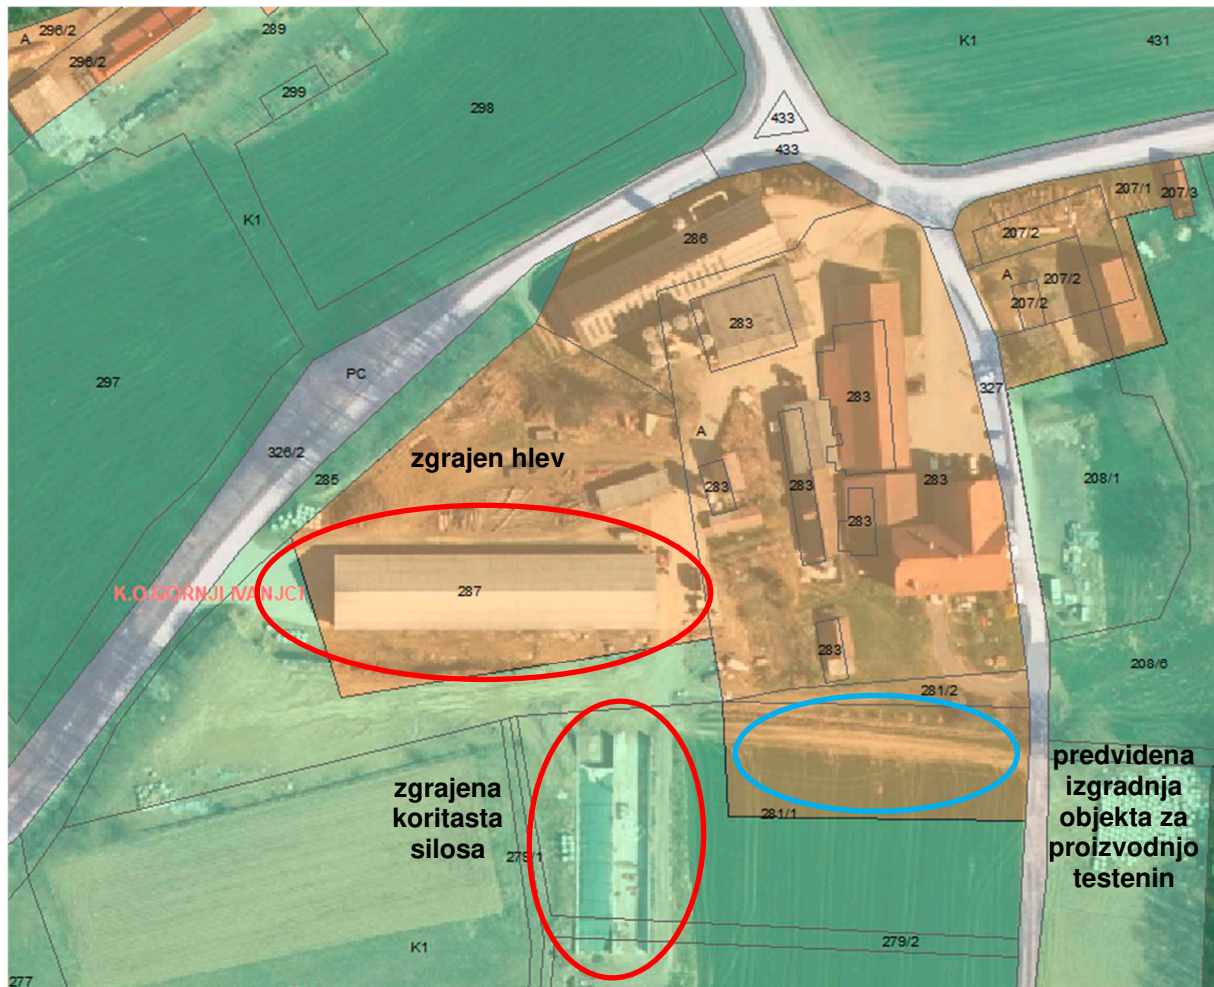 A
296/2
289
K1
431
296/2
299
298
433
433
207/1
207/3
K1
286
207/2
A
207/2
207/2
283
297
PC
327
283
A
326/2
zgrajen hlev
285
283
283
283
208/1
283
K.O.GORNJI IVANJCI
287
283
208/6
281/2
predvidena
izgradnja
objekta za
proizvodnjo
testenin
zgrajena
koritasta
silosa
281/1
279/1
K1
279/2
277